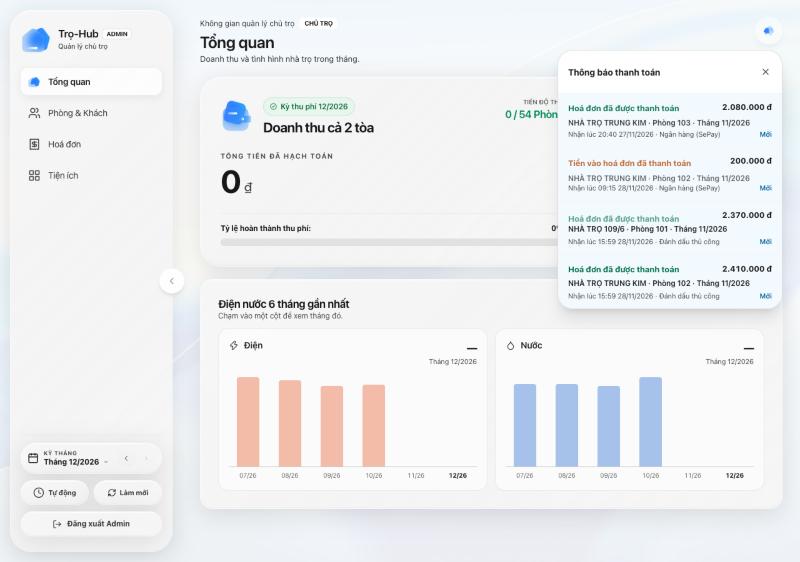 Trọ-Hub ADMIN
Quản lý chủ trọ
Tổng quan
Phòng & Khách
Hoá đơn
Tiện ích
KỲ THÁNG
Tháng 12/2026
Tự động
Làm mới
Đăng xuất Admin
Không gian quản lý chủ trọ CHỦ TRỌ
Tổng quan
Doanh thu và tình hình nhà trọ trong tháng.
Kỳ thu phí 12/2026
Doanh thu cả 2 tòa
TIẾN ĐỘ TH
0 / 54 Phòn
TỔNG TIỀN ĐÃ HẠCH TOÁN
0 đ
Tỷ lệ hoàn thành thu phí:
Thông báo thanh toán
Hoá đơn đã được thanh toán 2.080.000 đ
NHÀ TRỌ TRUNG KIM · Phòng 103 · Tháng 11/2026
Nhận lúc 20:40 27/11/2026 · Ngân hàng (SePay) Mới
Tiền vào hoá đơn đã thanh toán 200.000 đ
NHÀ TRỌ TRUNG KIM · Phòng 102 · Tháng 11/2026
Nhận lúc 09:15 28/11/2026 · Ngân hàng (SePay) Mới
Hoá đơn đã được thanh toán 2.370.000 đ
NHÀ TRỌ 109/6 · Phòng 101 · Tháng 11/2026
Nhận lúc 15:59 28/11/2026 · Đánh dấu thủ công Mới
Hoá đơn đã được thanh toán 2.410.000 đ
NHÀ TRỌ TRUNG KIM · Phòng 102 · Tháng 11/2026
Nhận lúc 15:59 28/11/2026 · Đánh dấu thủ công Mới
Điện nước 6 tháng gần nhất
Chạm vào một cột để xem tháng đó.
Điện —
Tháng 12/2026
07/26 08/26 09/26 10/26 11/26 12/26
Nước —
Tháng 12/2026
07/26 08/26 09/26 10/26 11/26 12/26